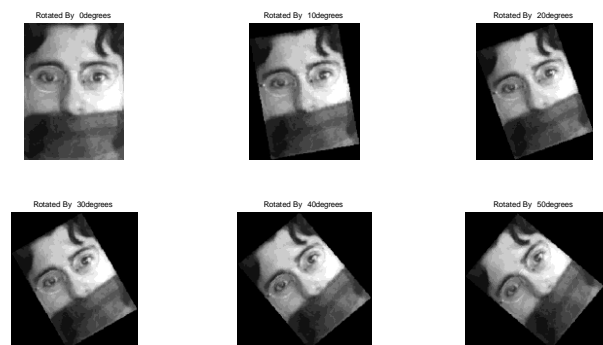 Rotated By 0degrees
Rotated By 10degrees
Rotated By 20degrees
Rotated By 30degrees
Rotated By 40degrees
Rotated By 50degrees